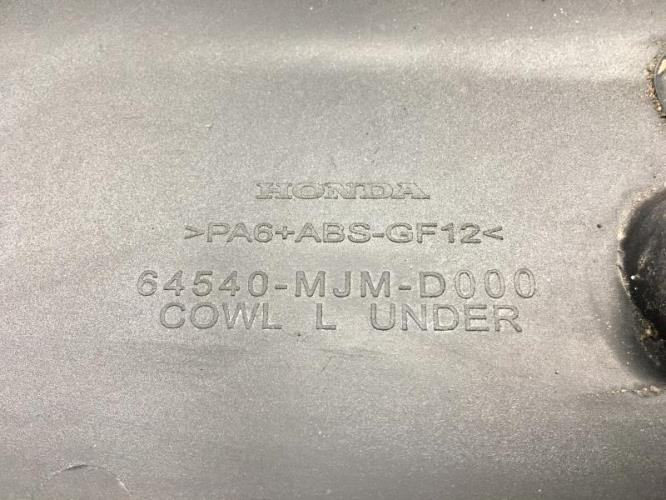 HONDA
>PA6+ABS-GF12<
64540-MJM-D000
COWL L UNDER